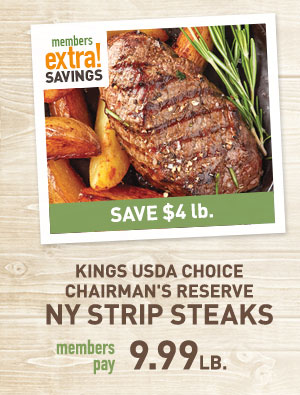 members
extra!
SAVINGS
SAVE $4 lb.
KINGS USDA CHOICE
CHAIRMAN'S RESERVE
NY STRIP STEAKS
members
pay 9.99LB.